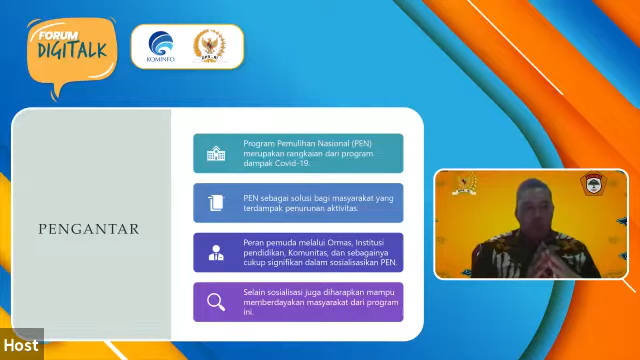 FORUM
DIGITALK
KOMINFO
PENGANTAR
Program Pemulihan Nasional (PEN)
merupakan rangkaian dari program
dampak Covid-19.
PEN sebagai solusi bagi masyarakat yang
terdampak penurunan aktivitas.
Peran pemuda melalui Ormas, Institusi
pendidikan, Komunitas, dan sebagainya
cukup signifikan dalam sosialisasikan PEN.
Selain sosialisasi juga diharapkan mampu
memberdayakan masyarakat dari program
ini.
Host